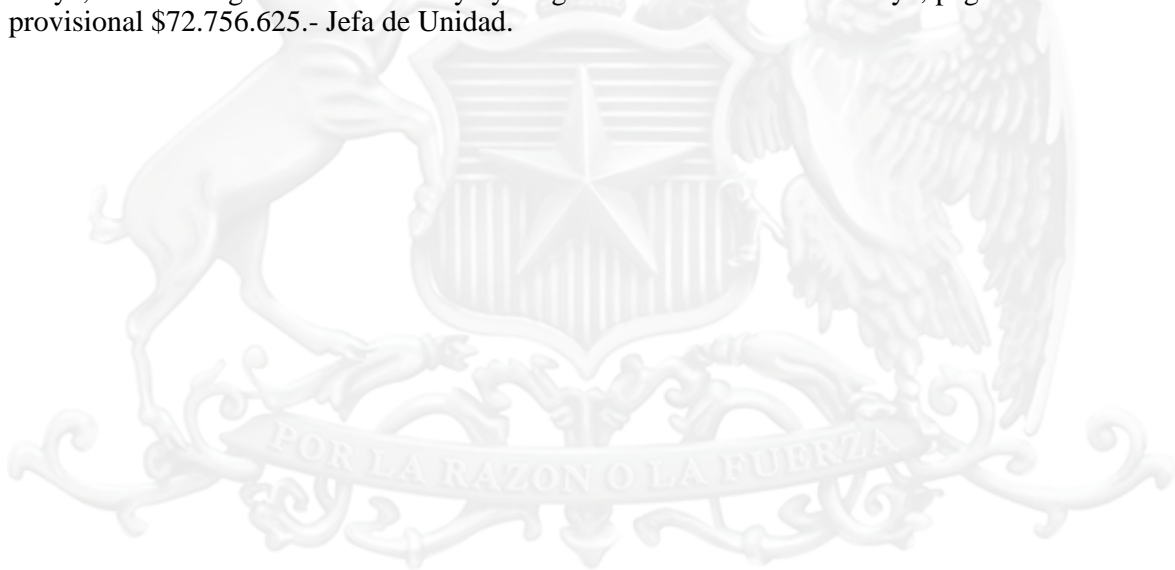 provisional $72.756.625.- Jefa de Unidad.
POR LA RAZON O LA FUERZA